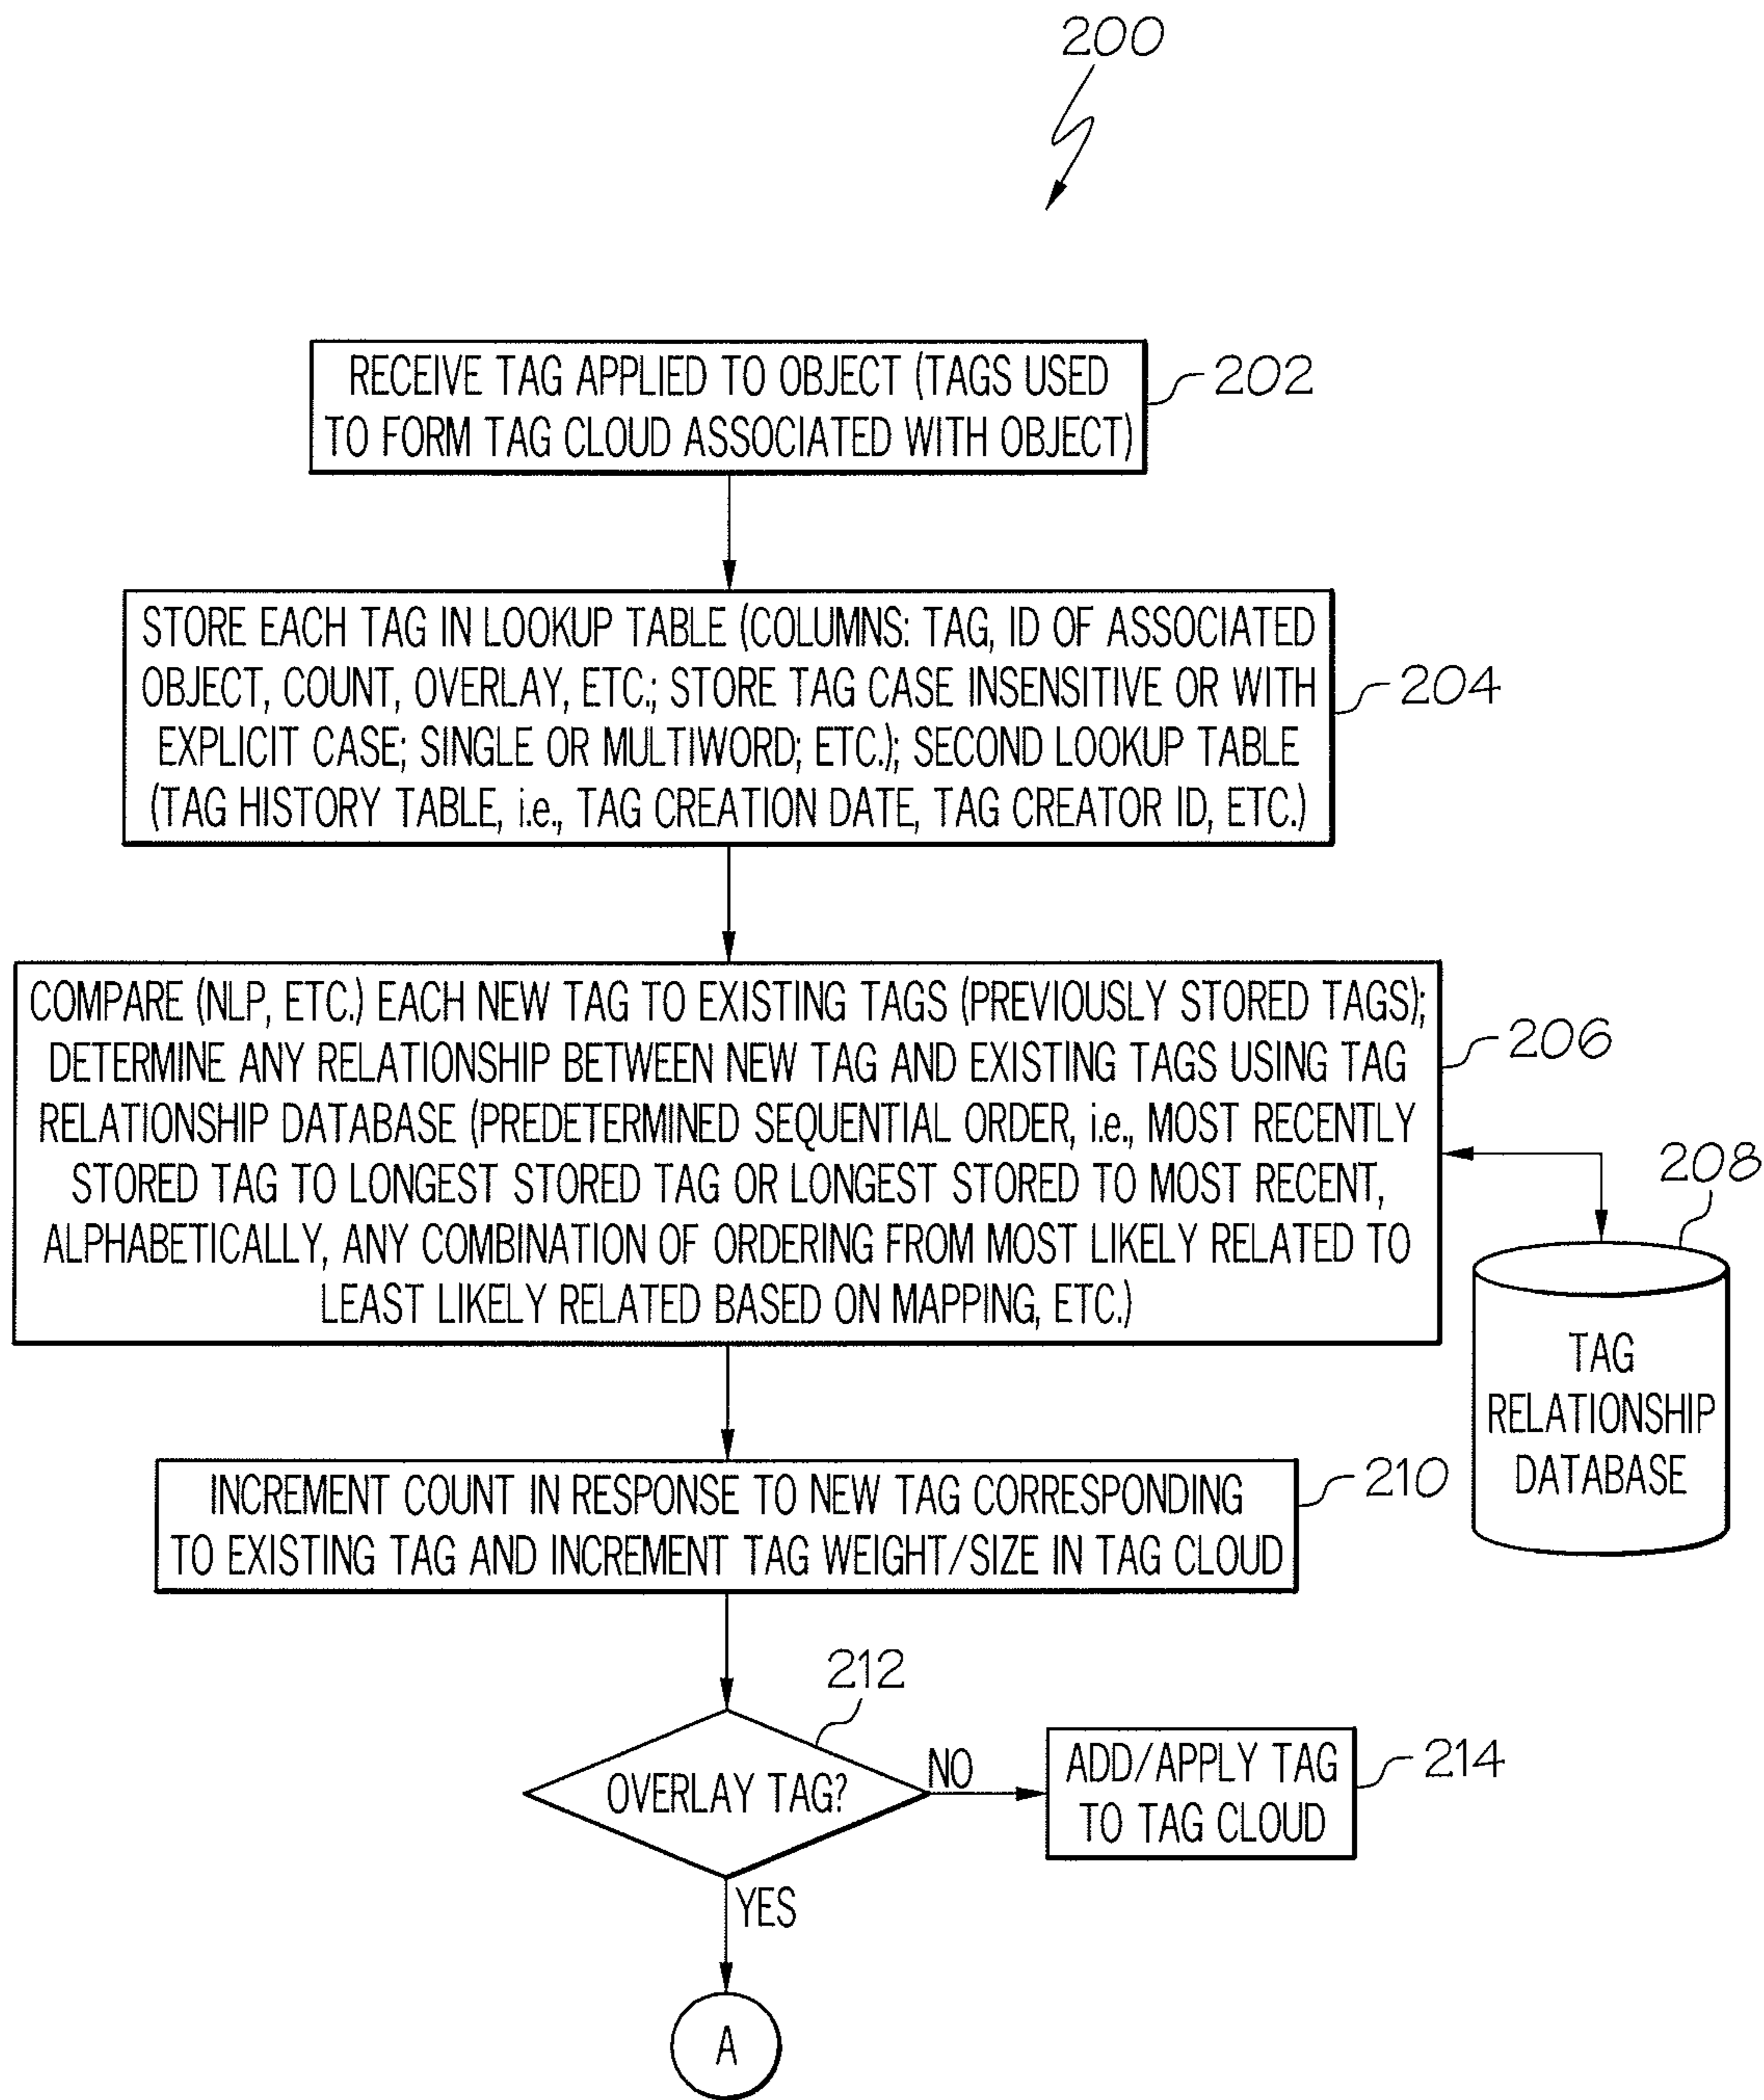 200
RECEIVE TAG APPLIED TO OBJECT (TAGS USED
TO FORM TAG CLOUD ASSOCIATED WITH OBJECT)
202
STORE EACH TAG IN LOOKUP TABLE (COLUMNS: TAG, ID OF ASSOCIATED
OBJECT, COUNT, OVERLAY, ETC.; STORE TAG CASE INSENSITIVE OR WITH
EXPLICIT CASE; SINGLE OR MULTIWORD; ETC.); SECOND LOOKUP TABLE
(TAG HISTORY TABLE, i.e., TAG CREATION DATE, TAG CREATOR ID, ETC.)
204
COMPARE (NLP, ETC.) EACH NEW TAG TO EXISTING TAGS (PREVIOUSLY STORED TAGS);
DETERMINE ANY RELATIONSHIP BETWEEN NEW TAG AND EXISTING TAGS USING TAG
RELATIONSHIP DATABASE (PREDETERMINED SEQUENTIAL ORDER, i.e., MOST RECENTLY
STORED TAG TO LONGEST STORED TAG OR LONGEST STORED TO MOST RECENT,
ALPHABETICALLY, ANY COMBINATION OF ORDERING FROM MOST LIKELY RELATED TO
LEAST LIKELY RELATED BASED ON MAPPING, ETC.)
206
208
TAG
RELATIONSHIP
DATABASE
INCREMENT COUNT IN RESPONSE TO NEW TAG CORRESPONDING
TO EXISTING TAG AND INCREMENT TAG WEIGHT/SIZE IN TAG CLOUD
210
212
OVERLAY TAG?
NO
ADD/APPLY TAG
TO TAG CLOUD
214
YES
A